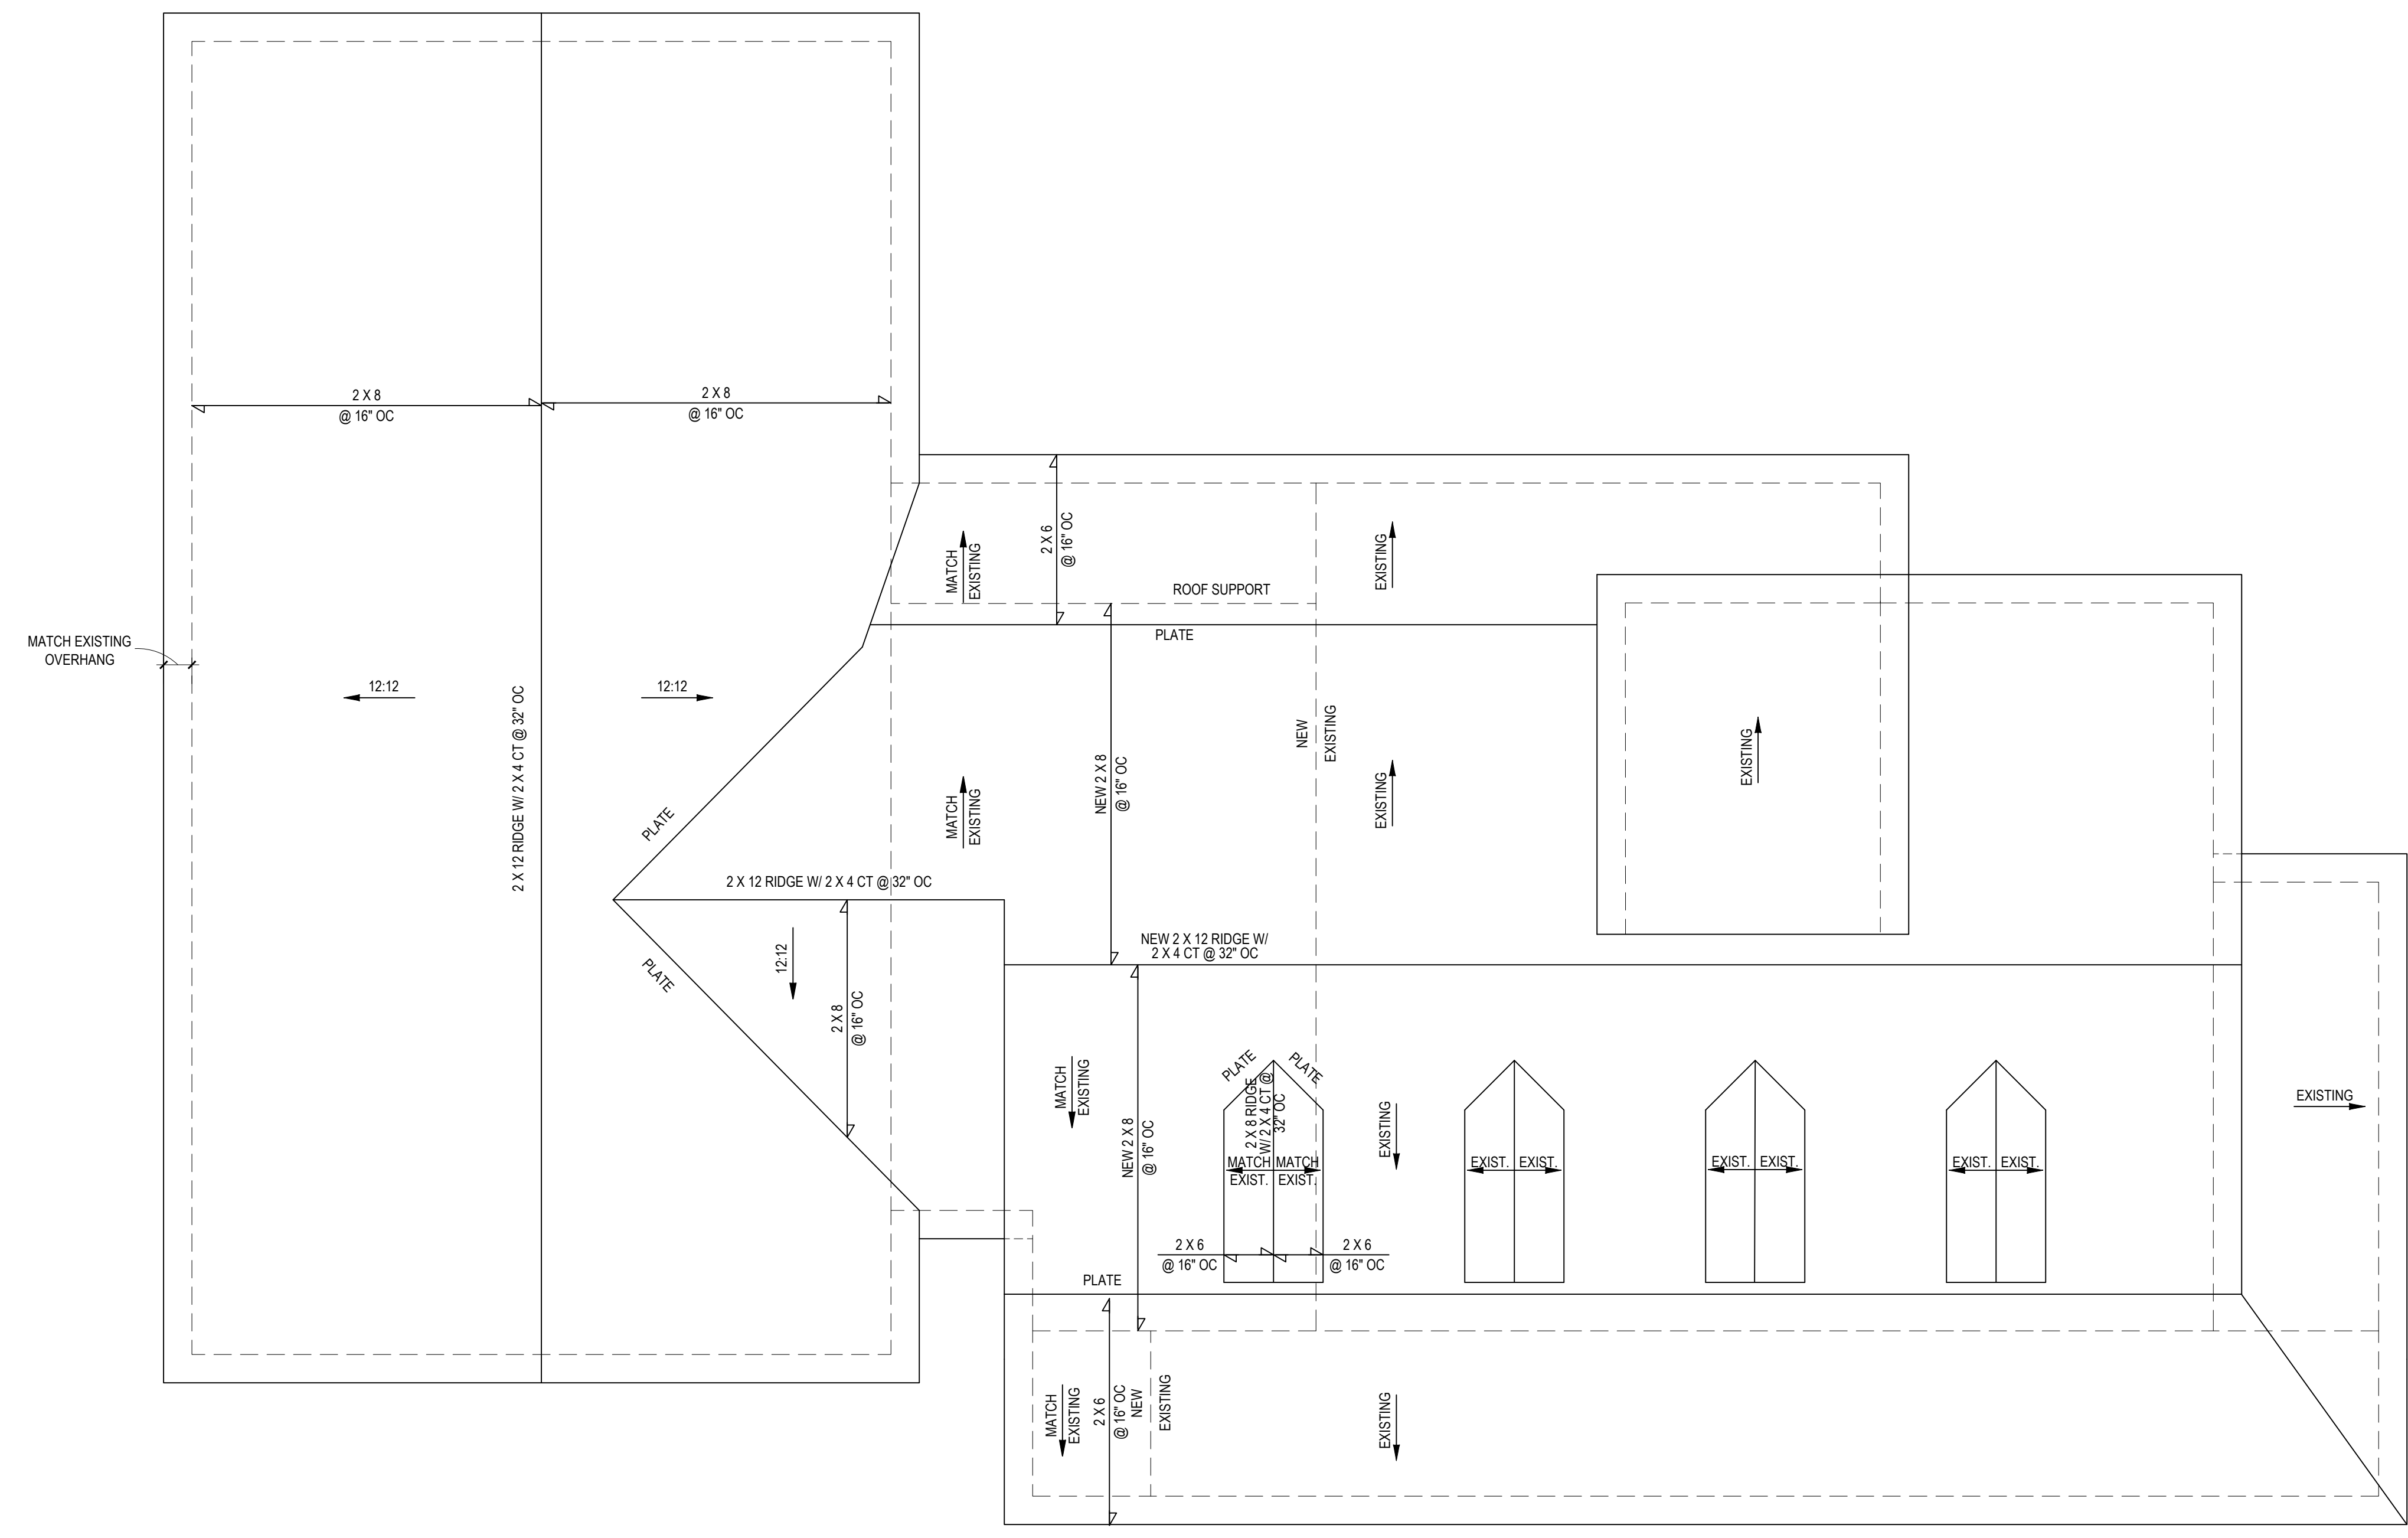 2 X 8
@ 16" OC
2 X 8
@ 16" OC
MATCH
EXISTING
2 X 6
@ 16" OC
EXISTING
ROOF SUPPORT
PLATE
MATCH EXISTING
OVERHANG
12:12
12:12
2 X 12 RIDGE W/ 2 X 4 CT @ 32" OC
NEW
EXISTING
EXISTING
PLATE
MATCH
EXISTING
NEW 2 X 8
@ 16" OC
EXISTING
2 X 12 RIDGE W/ 2 X 4 CT @ 32" OC
NEW 2 X 12 RIDGE W/
2 X 4 CT @ 32" OC
12:12
PLATE
2 X 8
@ 16" OC
MATCH
EXISTING
NEW 2 X 8
@ 16" OC
PLATE
PLATE
2 X 8 RIDGE
W/ 2 X 4 CT @
32" OC
MATCH
MATCH
EXIST.
EXIST.
EXISTING
EXIST.
EXIST.
EXIST.
EXIST.
EXIST.
EXIST.
EXISTING
2 X 6
@ 16" OC
2 X 6
@ 16" OC
PLATE
MATCH
EXISTING
2 X 6
@ 16" OC
NEW
EXISTING
EXISTING